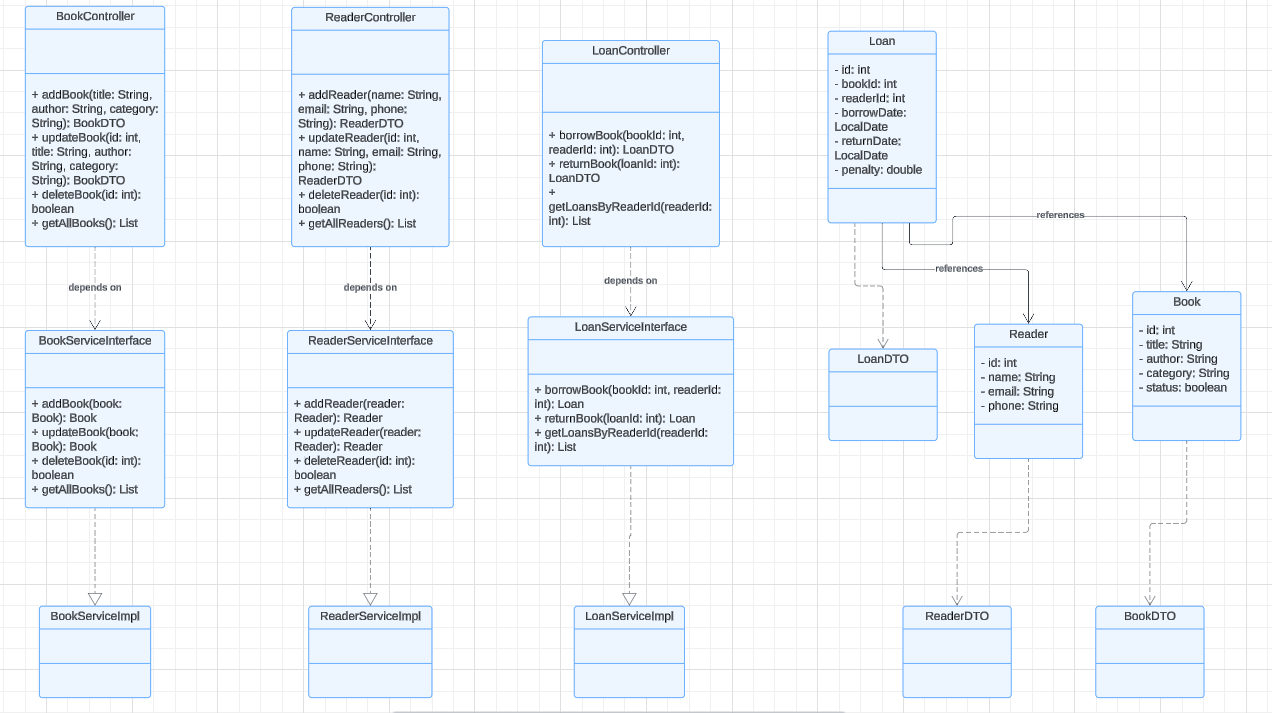 BookController
+ addBook(title: String,
author: String, category:
String): BookDTO
+ updateBook(id: int,
title: String, author:
String, category:
String): BookDTO
+ deleteBook(id: int):
boolean
+ getAllBooks(): List
ReaderController
+ addReader(name: String,
email: String, phone:
String): ReaderDTO
+ updateReader(id: int,
name: String, email: String,
phone: String):
ReaderDTO
+ deleteReader(id: int):
boolean
+ getAllReaders(): List
LoanController
+ borrowBook(bookId: int,
readerId: int): LoanDTO
+ returnBook(loanId: int):
LoanDTO
+
getLoansByReaderId(readerId:
int): List
Loan
- id: int
- bookId: int
- readerId: int
- borrowDate:
LocalDate
- returnDate:
LocalDate
- penalty: double
references
references
depends on
depends on
depends on
BookServiceInterface
+ addBook(book:
Book): Book
+ updateBook(book:
Book): Book
+ deleteBook(id: int):
boolean
+ getAllBooks(): List
ReaderServiceInterface
+ addReader(reader:
Reader): Reader
+ updateReader(reader:
Reader): Reader
+ deleteReader(id: int):
boolean
+ getAllReaders(): List
LoanServiceInterface
+ borrowBook(bookId: int, readerId:
int): Loan
+ returnBook(loanId: int): Loan
+ getLoansByReaderId(readerId:
int): List
LoanDTO
Reader
- id: int
- name: String
- email: String
- phone: String
Book
- id: int
- title: String
- author: String
- category: String
- status: boolean
BookServiceImpl
ReaderServiceImpl
LoanServiceImpl
ReaderDTO
BookDTO